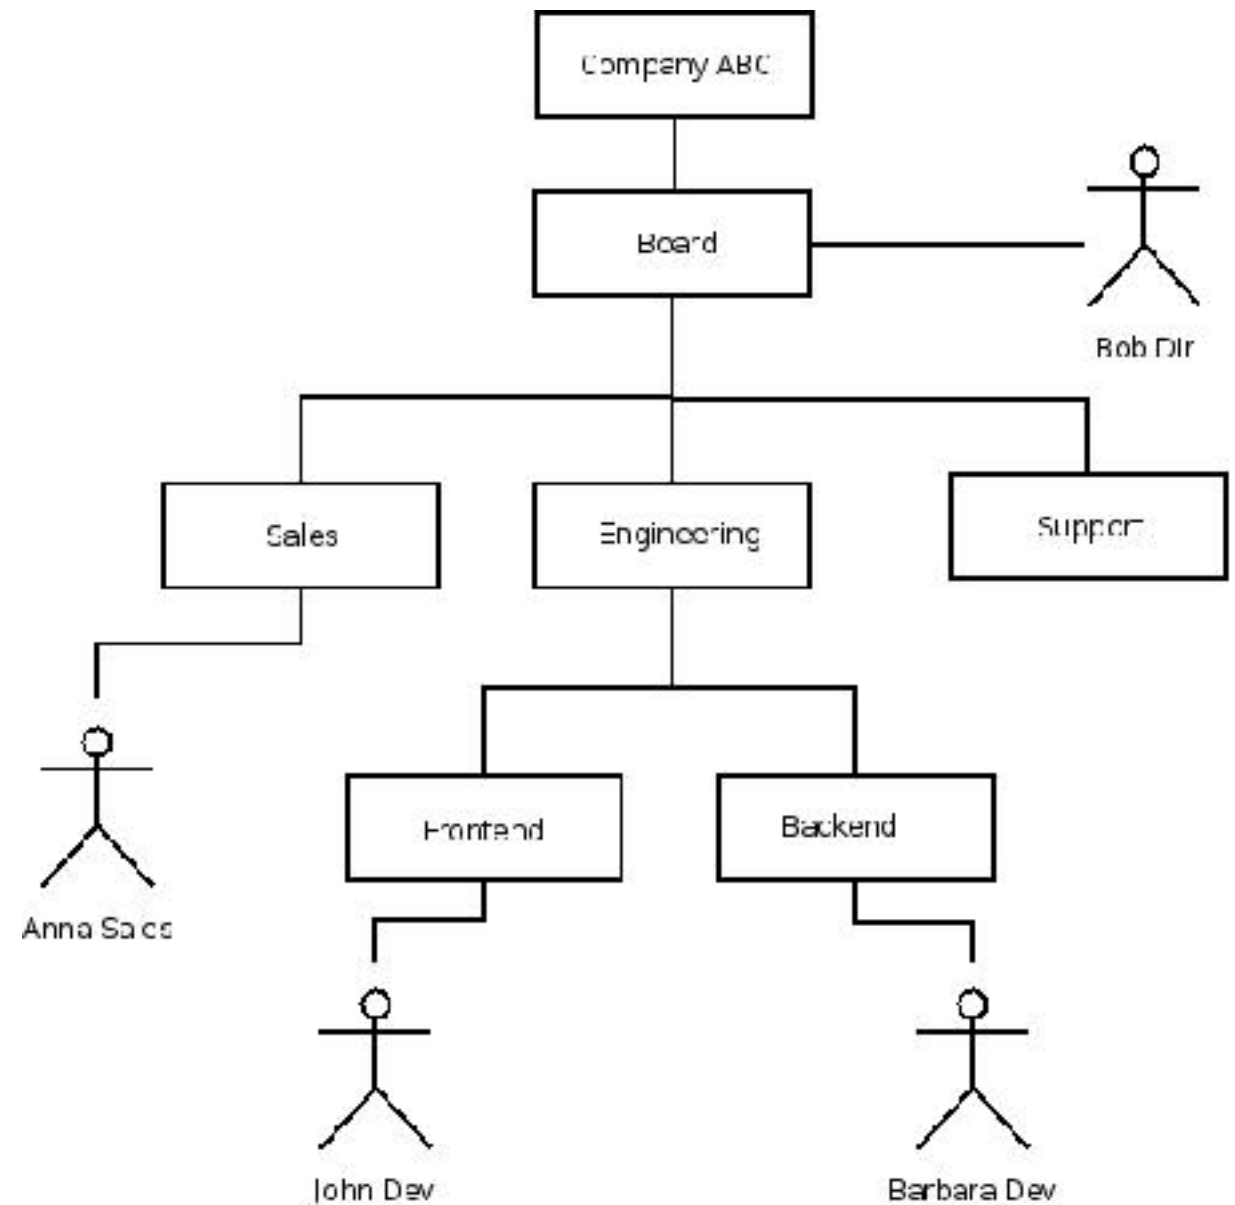 Company ABC
Board
Bob Dir
Sales
Engineering
Support
Frontend
Backend
Anna Sales
John Dev
Barbara Dev